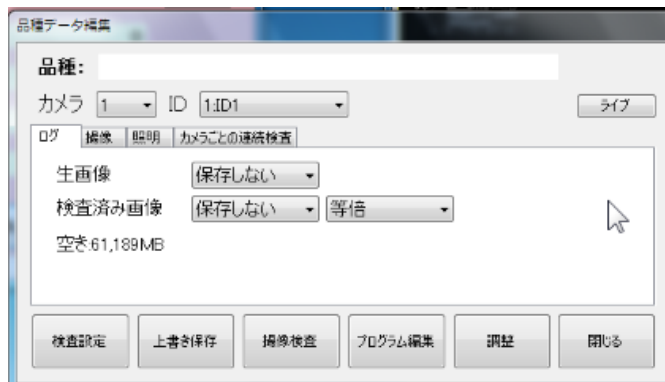 品種データ編集
品種:
カメラ 1 ID 1:ID1 ライブ
ログ 撮像 照明 カメラごとの連続検査
生画像 保存しない
検査済み画像 保存しない 等倍
空き:61,189MB
検査設定 上書き保存 撮像検査 プログラム編集 調整 閉じる